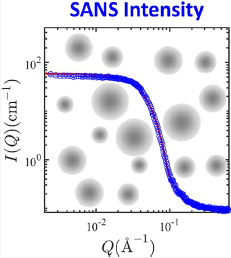 SANS Intensity
I(Q)(cm⁻¹)
10²
10⁰
10⁻² 10⁻¹
Q(Å⁻¹)